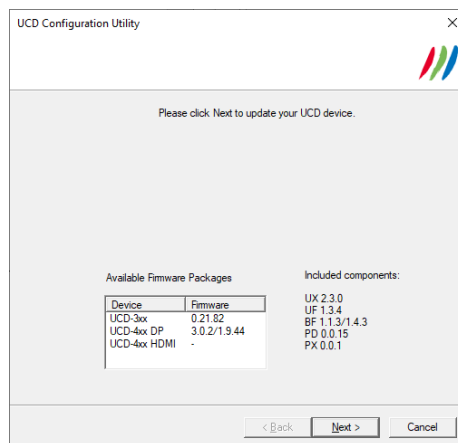 UCD Configuration Utility
Please click Next to update your UCD device.
Available Firmware Packages
Device Firmware
UCD-3xx 0.21.82
UCD-4xx DP 3.0.2/1.9.44
UCD-4xx HDMI -
Included components:
UX 2.3.0
UF 1.3.4
BF 1.1.3/1.4.3
PD 0.0.15
PX 0.0.1
< Back Next > Cancel